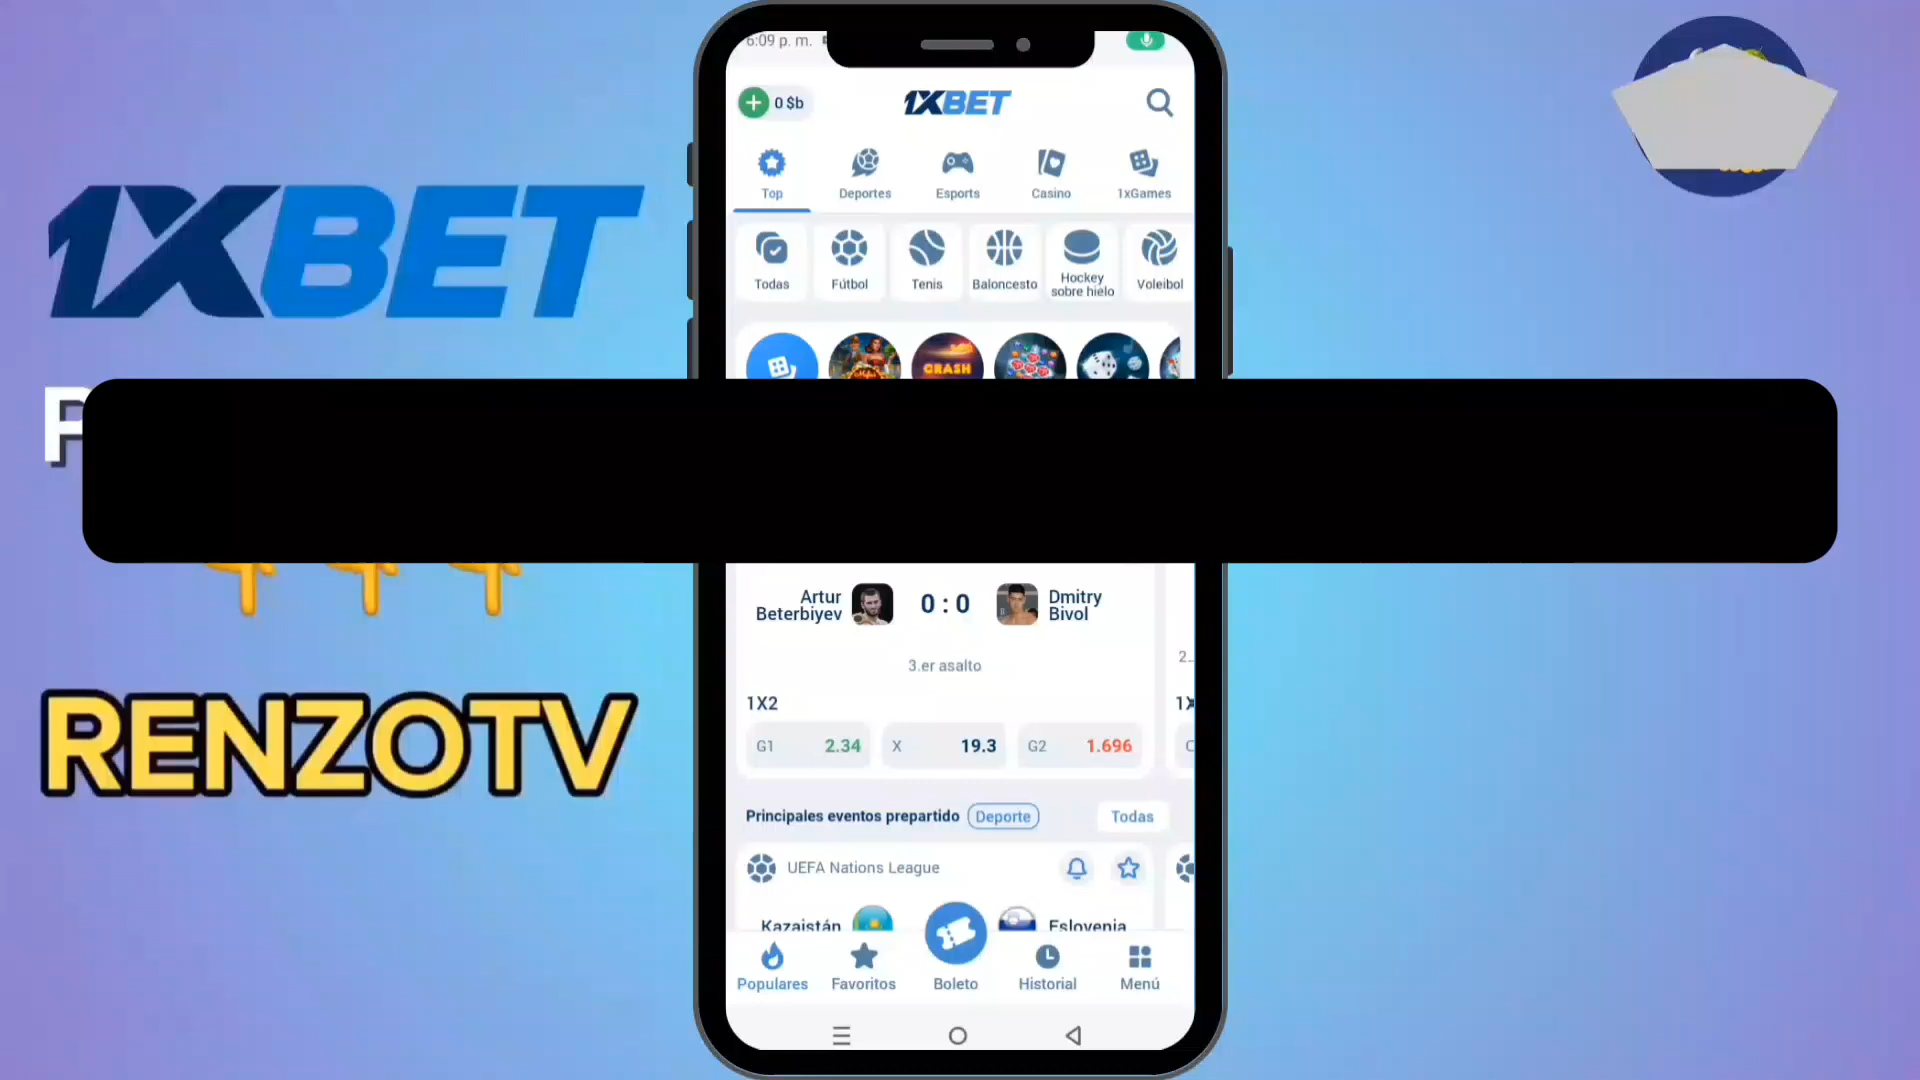 6:09 p. m.
0 $b
1XBET
Top
Deportes
Esports
Casino
1xGames
Todas
Fútbol
Tenis
Baloncesto
Hockey
sobre hielo
Voleibol
CRASH
1XBET
P
RENZOTV
Artur
Beterbiyev
0 : 0
Dmitry
Bivol
3.er asalto
2..
1X2
G1 2.34
X 19.3
G2 1.696
Principales eventos prepartido
Deporte
Todas
UEFA Nations League
Kazajstán
Eslovenia
Populares
Favoritos
Boleto
Historial
Menú